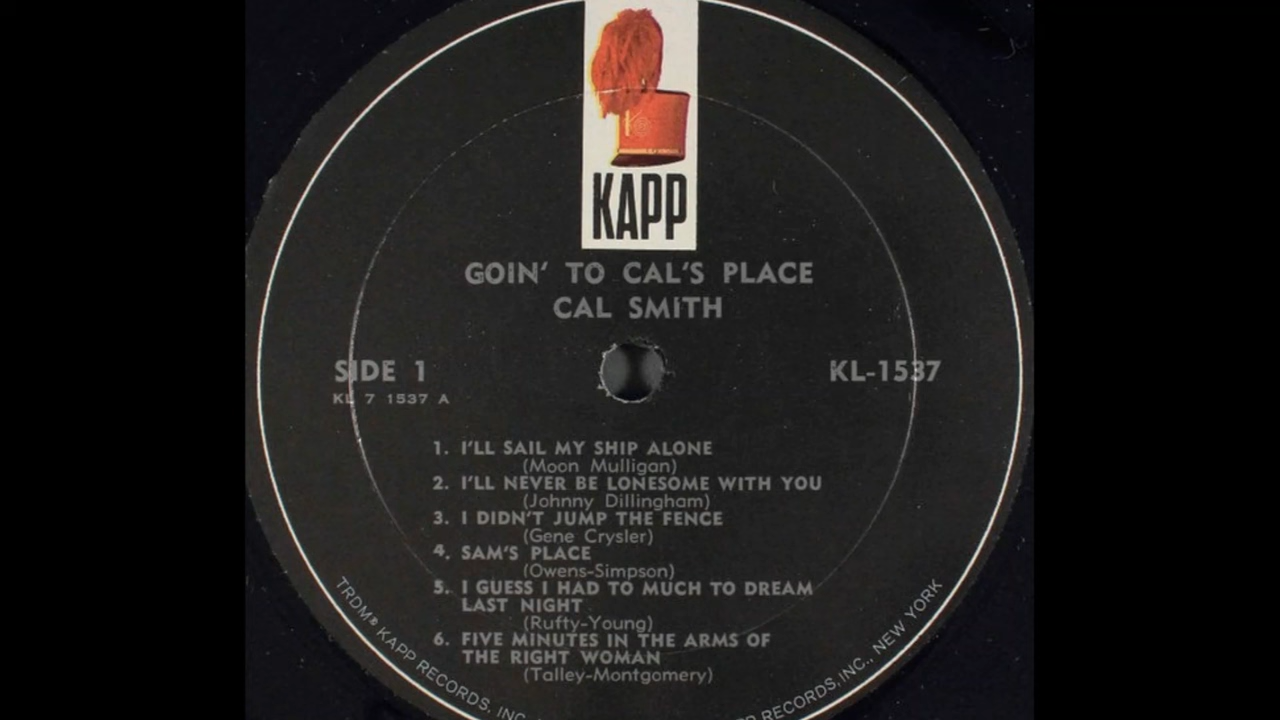 KAPP
GOIN' TO CAL'S PLACE
CAL SMITH
SIDE 1
KL-1537
KL 7 1537 A
1. I'LL SAIL MY SHIP ALONE
(Moon Mulligan)
2. I'LL NEVER BE LONESOME WITH YOU
(Johnny Dillingham)
3. I DIDN'T JUMP THE FENCE
(Gene Crysler)
4. SAM'S PLACE
(Owens-Simpson)
5. I GUESS I HAD TO MUCH TO DREAM
LAST NIGHT
(Rufty-Young)
6. FIVE MINUTES IN THE ARMS OF
THE RIGHT WOMAN
(Talley-Montgomery)
TRDM® KAPP RECORDS, INC
RECORDS, INC., NEW YORK